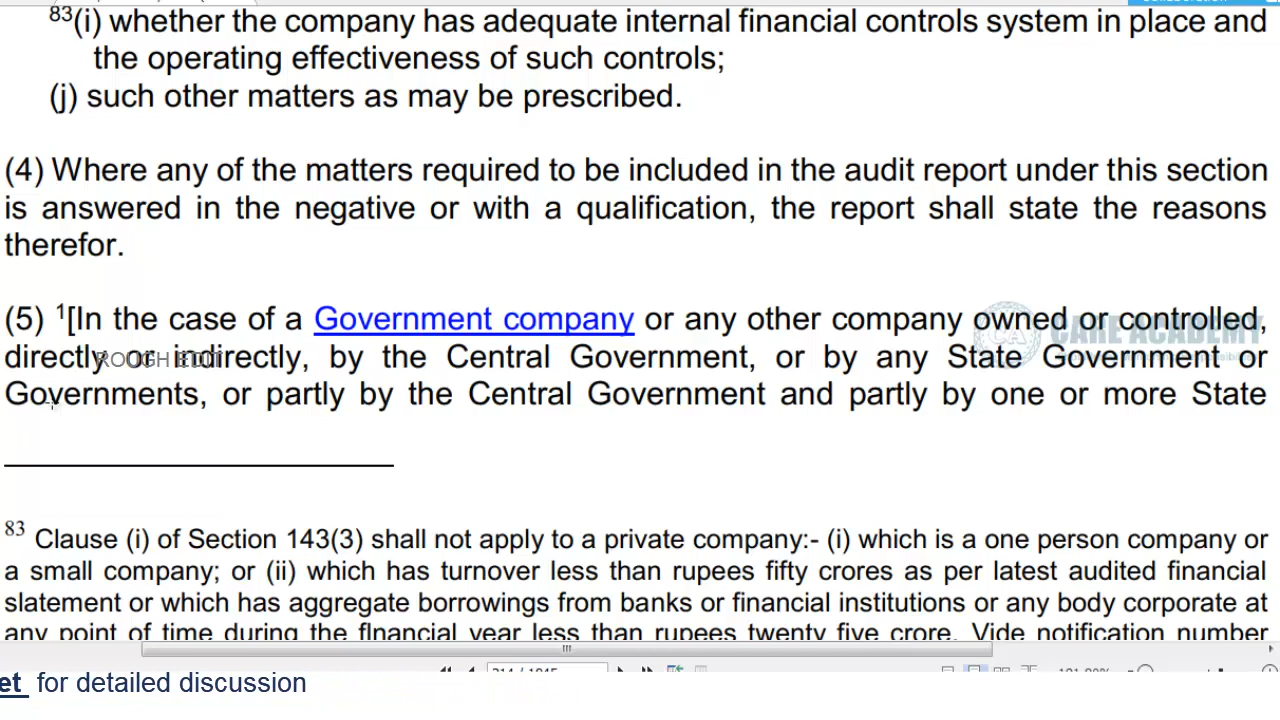 83(i) whether the company has adequate internal financial controls system in place and
the operating effectiveness of such controls;
(j) such other matters as may be prescribed.
(4) Where any of the matters required to be included in the audit report under this section
is answered in the negative or with a qualification, the report shall state the reasons
therefor.
(5) 1[In the case of a Government company or any other company owned or controlled,
CARE ACADEMY
directly indirectly, by the Central Government, or by any State Government or
ROUGH EDIT
Governments, or partly by the Central Government and partly by one or more State
83 Clause (i) of Section 143(3) shall not apply to a private company:- (i) which is a one person company or
a small company; or (ii) which has turnover less than rupees fifty crores as per latest audited financial
slatement or which has aggregate borrowings from banks or financial institutions or any body corporate at
any point of time during the flnancial year less than rupees twenty five crore. Vide notification number
et for detailed discussion